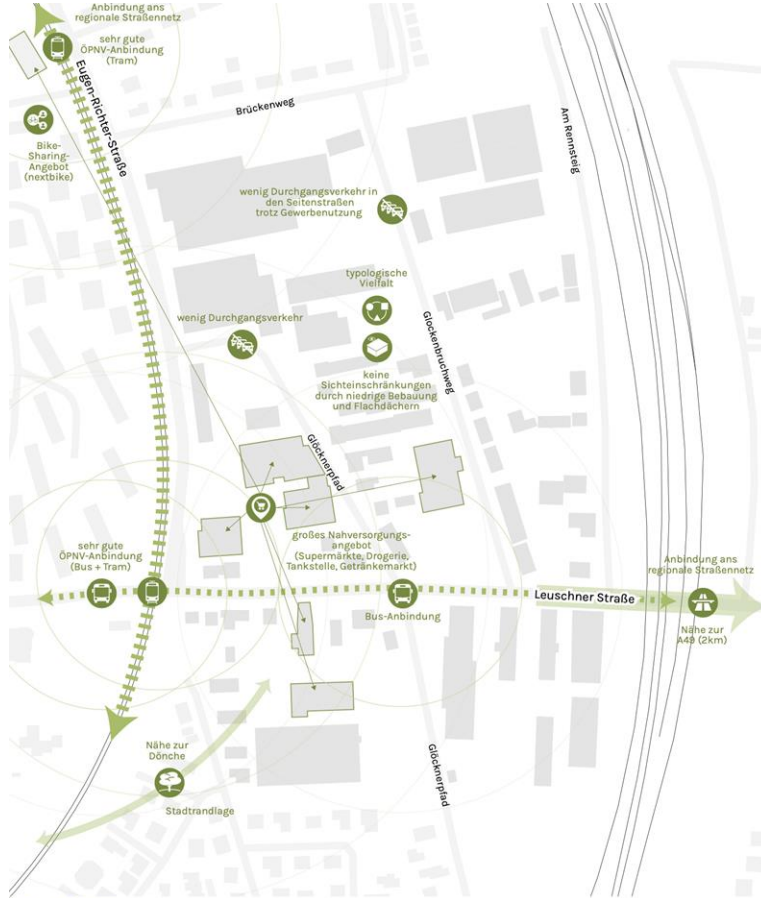 Anbindung ans
regionale Straßennetz
sehr gute
ÖPNV-Anbindung
(Tram)
Eugen-Richter-Straße
Brückenweg
Am Rennsteig
Bike-
Sharing-
Angebot
(nextbike)
wenig Durchgangsverkehr in
den Seitenstraßen
trotz Gewerbenutzung
typologische
Vielfalt
wenig Durchgangsverkehr
Glockenbruchweg
keine
Sichteinschränkungen
durch niedrige Bebauung
und Flachdächern
Glöcknerpfad
sehr gute
ÖPNV-Anbindung
(Bus + Tram)
großes Nahversorgungs-
angebot
(Supermärkte, Drogerie,
Tankstelle, Getränkemarkt)
Anbindung ans
regionale Straßennetz
Leuschner Straße
Bus-Anbindung
Nähe zur
A49 (2km)
Nähe zur
Dönche
Glöcknerpfad
Stadtrandlage